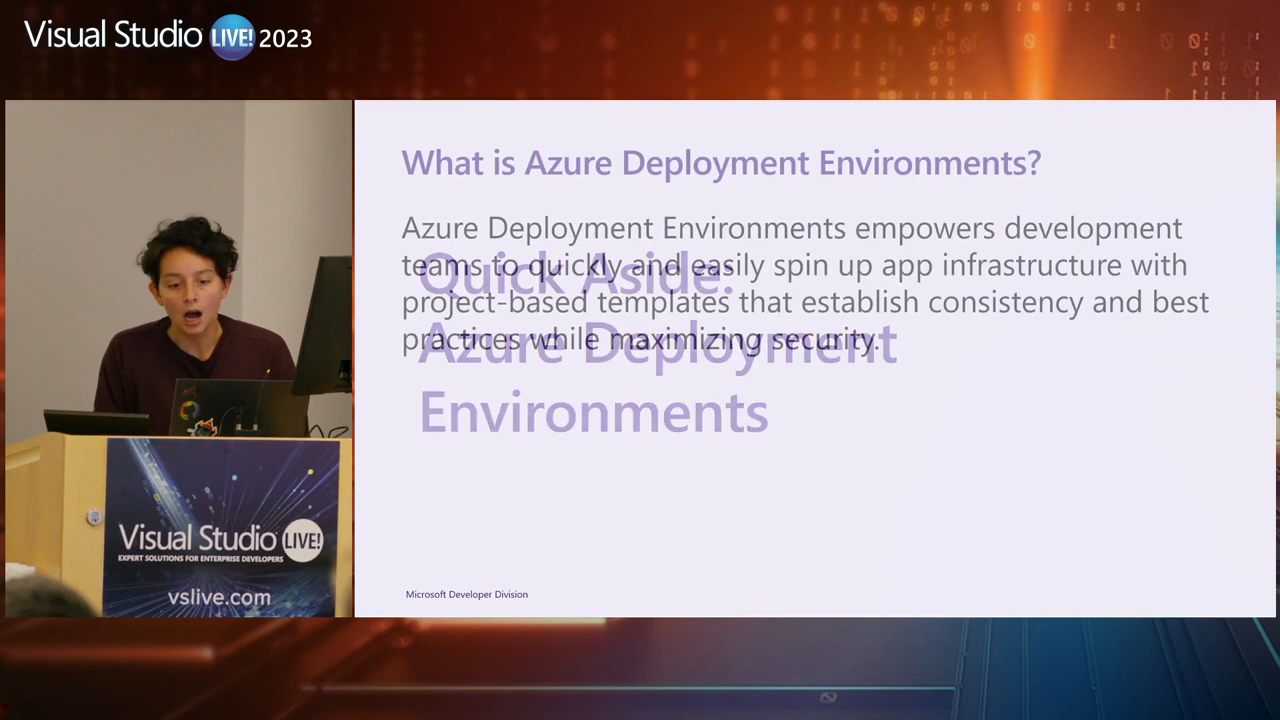 Visual Studio LIVE! 2023
What is Azure Deployment Environments?
Azure Deployment Environments empowers development
teams to quickly and easily spin up app infrastructure with
project-based templates that establish consistency and best
practices while maximizing security.
Quick Aside:
Azure Deployment
Environments
Microsoft Developer Division
Visual Studio LIVE!
EXPERT SOLUTIONS FOR ENTERPRISE DEVELOPERS
vslive.com